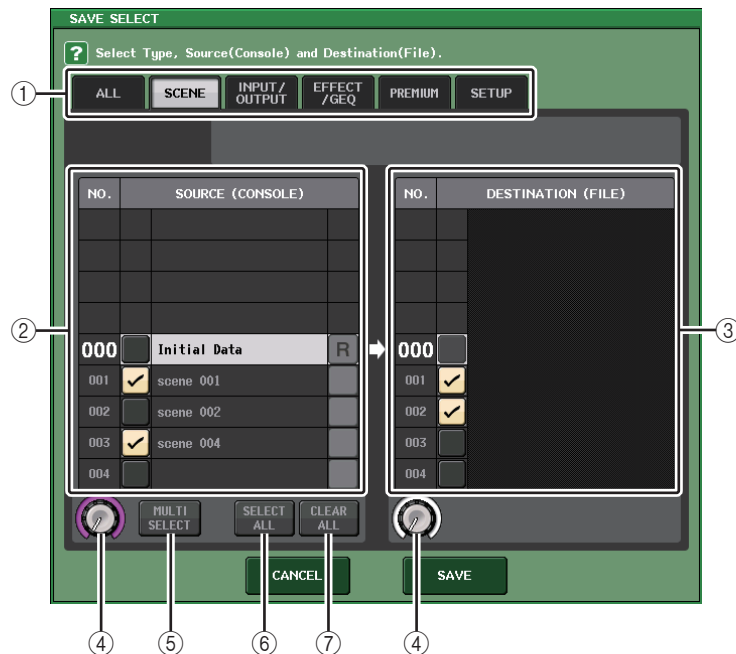 SAVE SELECT
? Select Type, Source(Console) and Destination(File).
① ALL SCENE INPUT/OUTPUT EFFECT/GEQ PREMIUM SETUP
NO. SOURCE (CONSOLE) NO. DESTINATION (FILE)
② ③
000 Initial Data R 000
001 scene 001 001
002 scene 002 002
003 scene 004 003
004 004
MULTI SELECT SELECT ALL CLEAR ALL
CANCEL SAVE
④ ⑤ ⑥ ⑦ ④